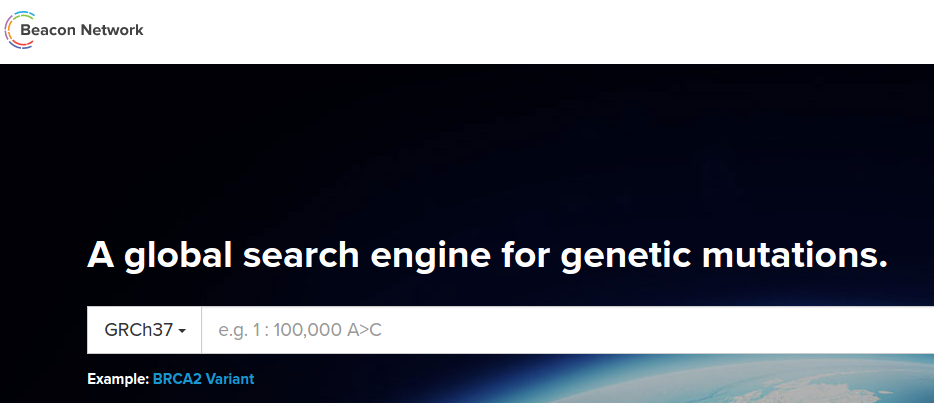 Beacon Network
A global search engine for genetic mutations.
GRCh37 e.g. 1 : 100,000 A>C
Example: BRCA2 Variant